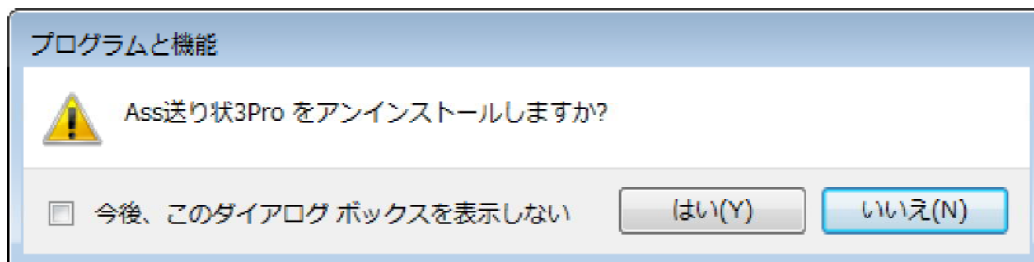 プログラムと機能
Ass送り状3Pro をアンインストールしますか?
今後、このダイアログ ボックスを表示しない はい(Y) いいえ(N)